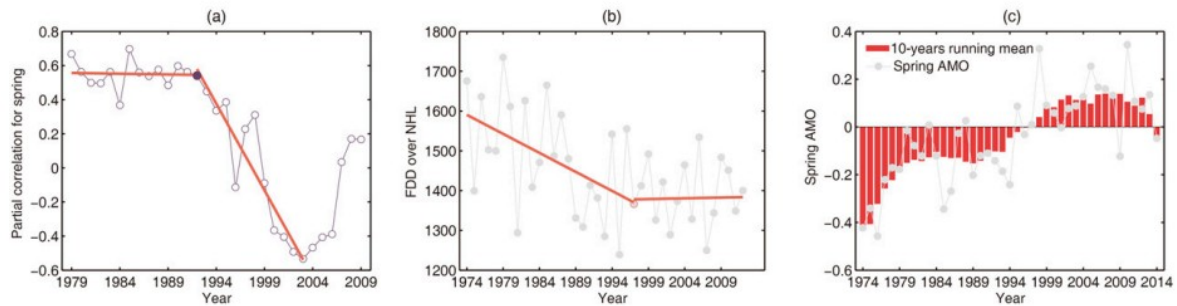 (a)
Partial correlation for spring
0.8
0.6
0.4
0.2
0
−0.2
−0.4
−0.6
1979 1984 1989 1994 1999 2004 2009
Year
(b)
FDD over NHL
1800
1700
1600
1500
1400
1300
1200
1974 1979 1984 1989 1994 1999 2004 2009
Year
(c)
Spring AMO
0.4
0.2
0
−0.2
−0.4
−0.6
10-years running mean
Spring AMO
1974 1979 1984 1989 1994 1999 2004 2009 2014
Year